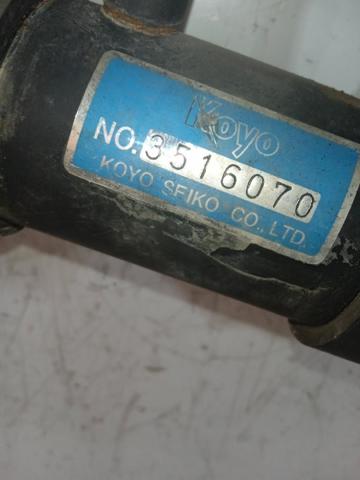 Koyo
NO. 3516070
KOYO SEIKO CO., LTD.